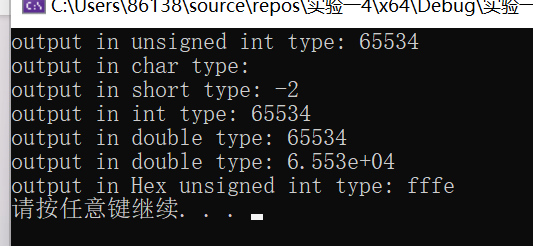 C:\Users\86138\source\repos\实验一4\x64\Debug\实验一
output in unsigned int type: 65534
output in char type:
output in short type: -2
output in int type: 65534
output in double type: 65534
output in double type: 6.553e+04
output in Hex unsigned int type: fffe
请按任意键继续. . .